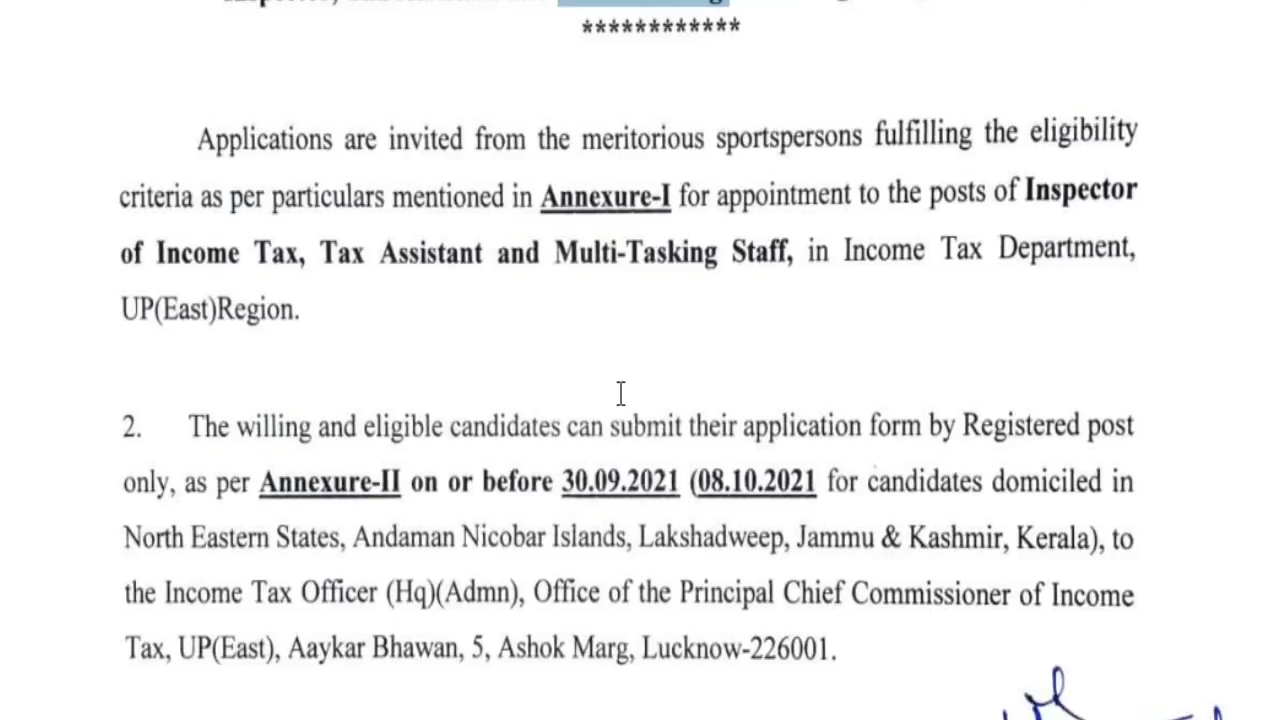 ************
Applications are invited from the meritorious sportspersons fulfilling the eligibility
criteria as per particulars mentioned in Annexure-I for appointment to the posts of Inspector
of Income Tax, Tax Assistant and Multi-Tasking Staff, in Income Tax Department,
UP(East)Region.
2. The willing and eligible candidates can submit their application form by Registered post
only, as per Annexure-II on or before 30.09.2021 (08.10.2021 for candidates domiciled in
North Eastern States, Andaman Nicobar Islands, Lakshadweep, Jammu & Kashmir, Kerala), to
the Income Tax Officer (Hq)(Admn), Office of the Principal Chief Commissioner of Income
Tax, UP(East), Aaykar Bhawan, 5, Ashok Marg, Lucknow-226001.